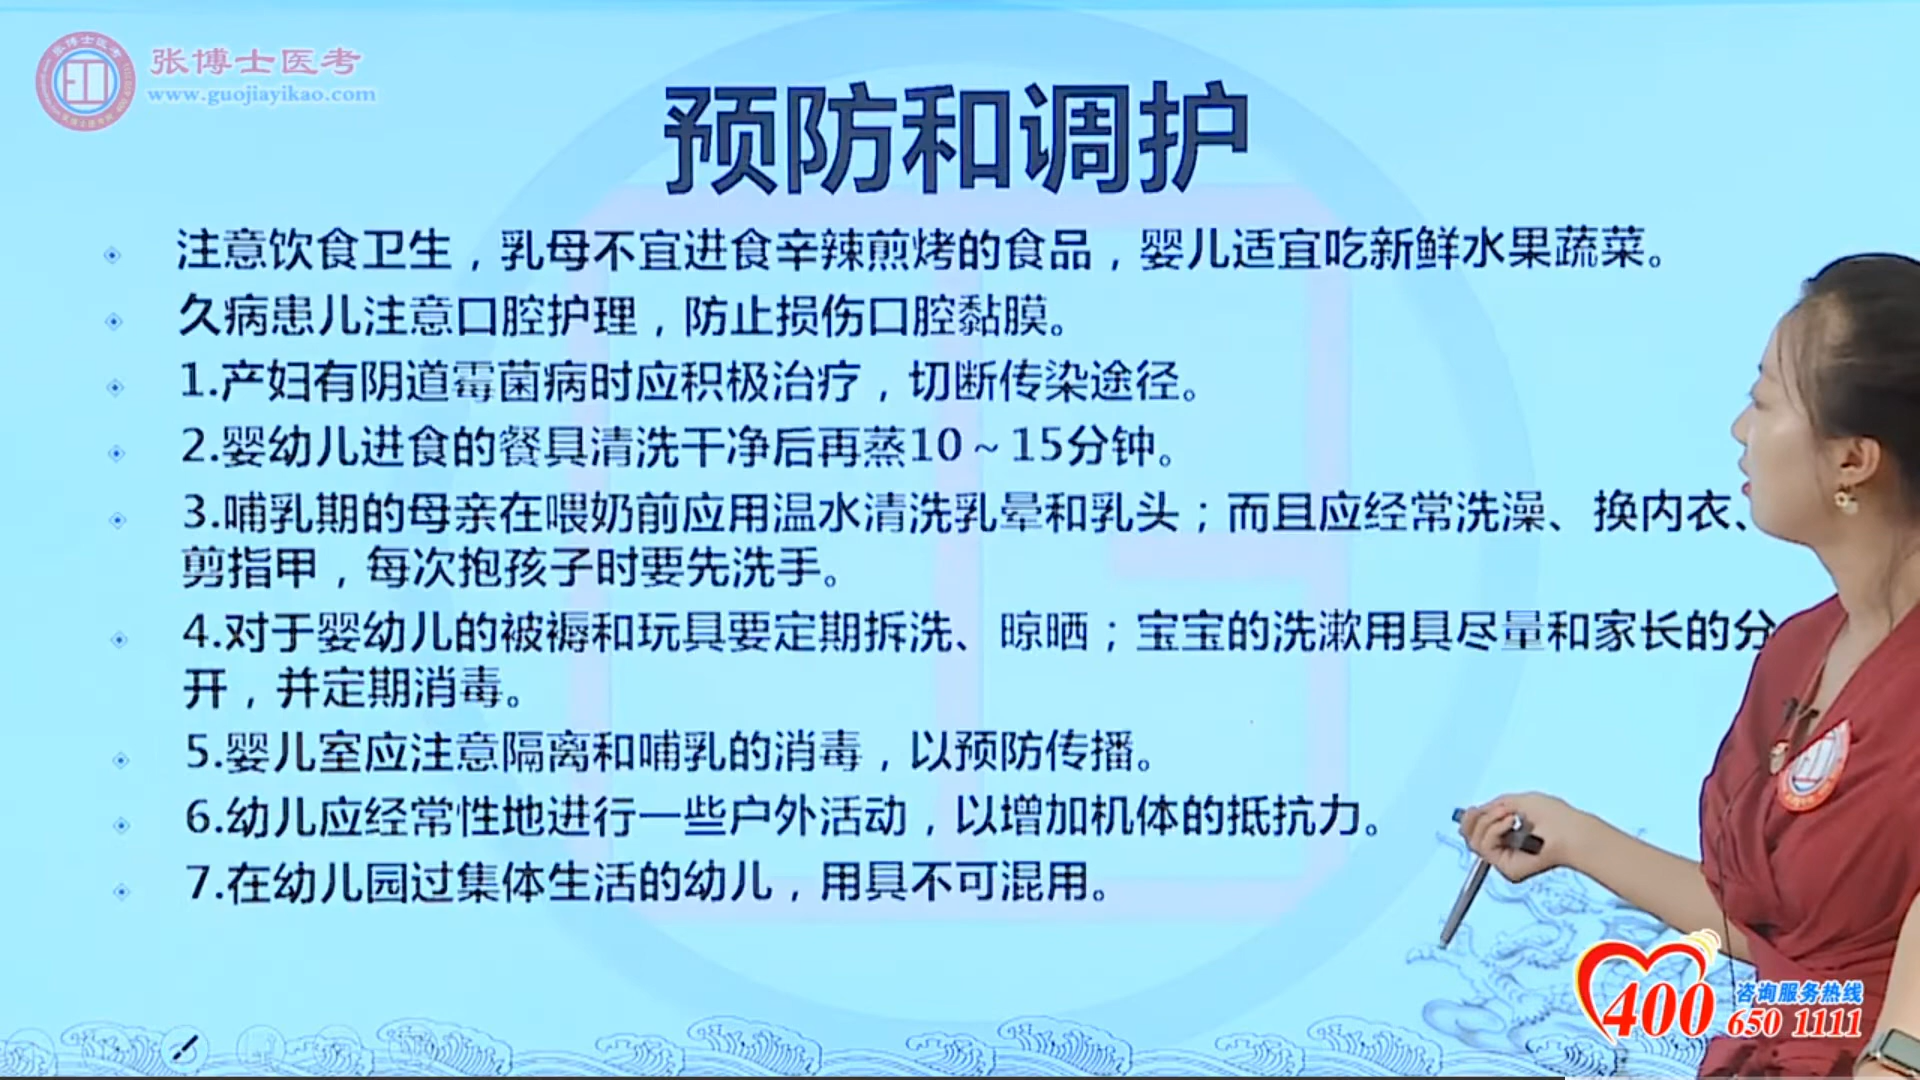 张博士医考
www.guojiayikao.com
预防和调护
注意饮食卫生，乳母不宜进食辛辣煎烤的食品，婴儿适宜吃新鲜水果蔬菜。
久病患儿注意口腔护理，防止损伤口腔黏膜。
1.产妇有阴道霉菌病时应积极治疗，切断传染途径。
2.婴幼儿进食的餐具清洗干净后再蒸10～15分钟。
3.哺乳期的母亲在喂奶前应用温水清洗乳晕和乳头；而且应经常洗澡、换内衣、
剪指甲，每次抱孩子时要先洗手。
4.对于婴幼儿的被褥和玩具要定期拆洗、晾晒；宝宝的洗漱用具尽量和家长的分
开，并定期消毒。
5.婴儿室应注意隔离和哺乳的消毒，以预防传播。
6.幼儿应经常性地进行一些户外活动，以增加机体的抵抗力。
7.在幼儿园过集体生活的幼儿，用具不可混用。
400 咨询服务热线
650 1111